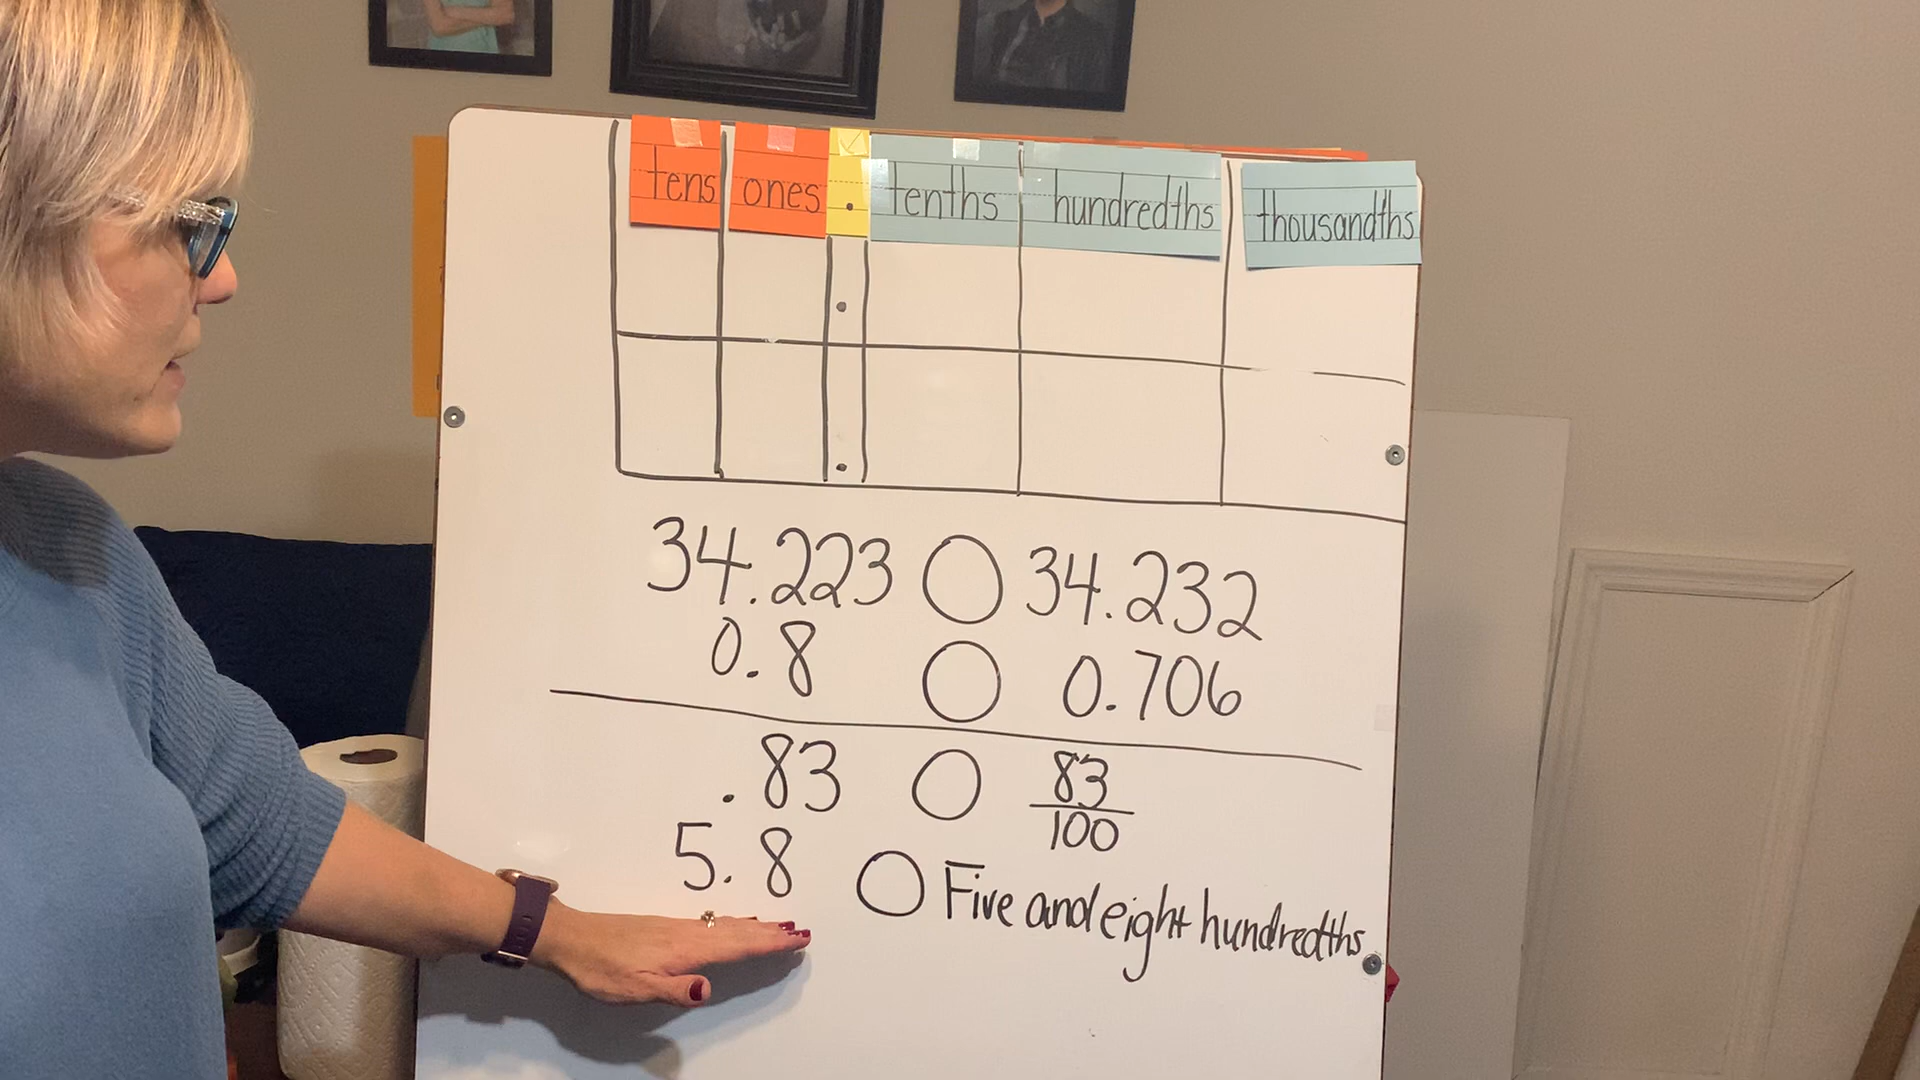 tens ones . tenths hundredths thousandths
.
.
34.223 34.232
0.8 0.706
.83 83/100
5.8 Five and eight hundredths